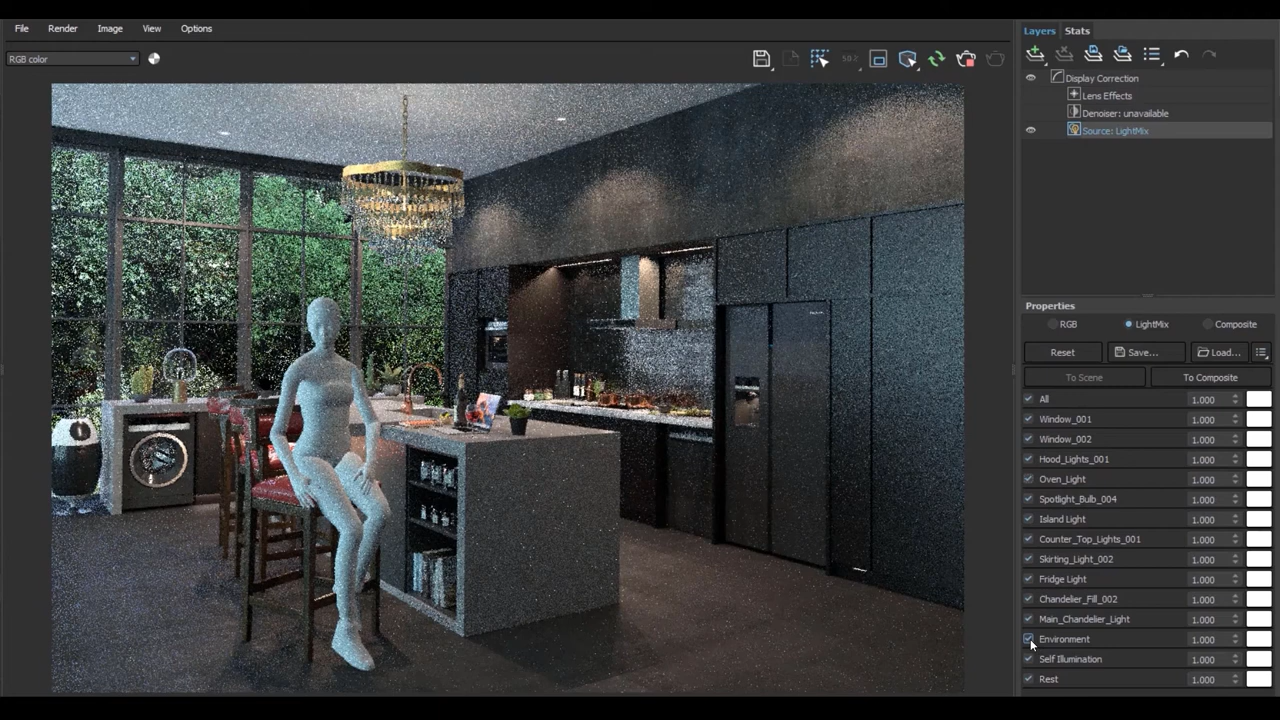 File Render Image View Options
RGB color
50%
Layers Stats
Display Correction
Lens Effects
Denoiser: unavailable
Source: LightMix
Properties
RGB LightMix Composite
Reset Save... Load...
To Scene To Composite
All 1.000
Window_001 1.000
Window_002 1.000
Hood_Lights_001 1.000
Oven_Light 1.000
Spotlight_Bulb_004 1.000
Island Light 1.000
Counter_Top_Lights_001 1.000
Skirting_Light_002 1.000
Fridge Light 1.000
Chandelier_Fill_002 1.000
Main_Chandelier_Light 1.000
Environment 1.000
Self Illumination 1.000
Rest 1.000